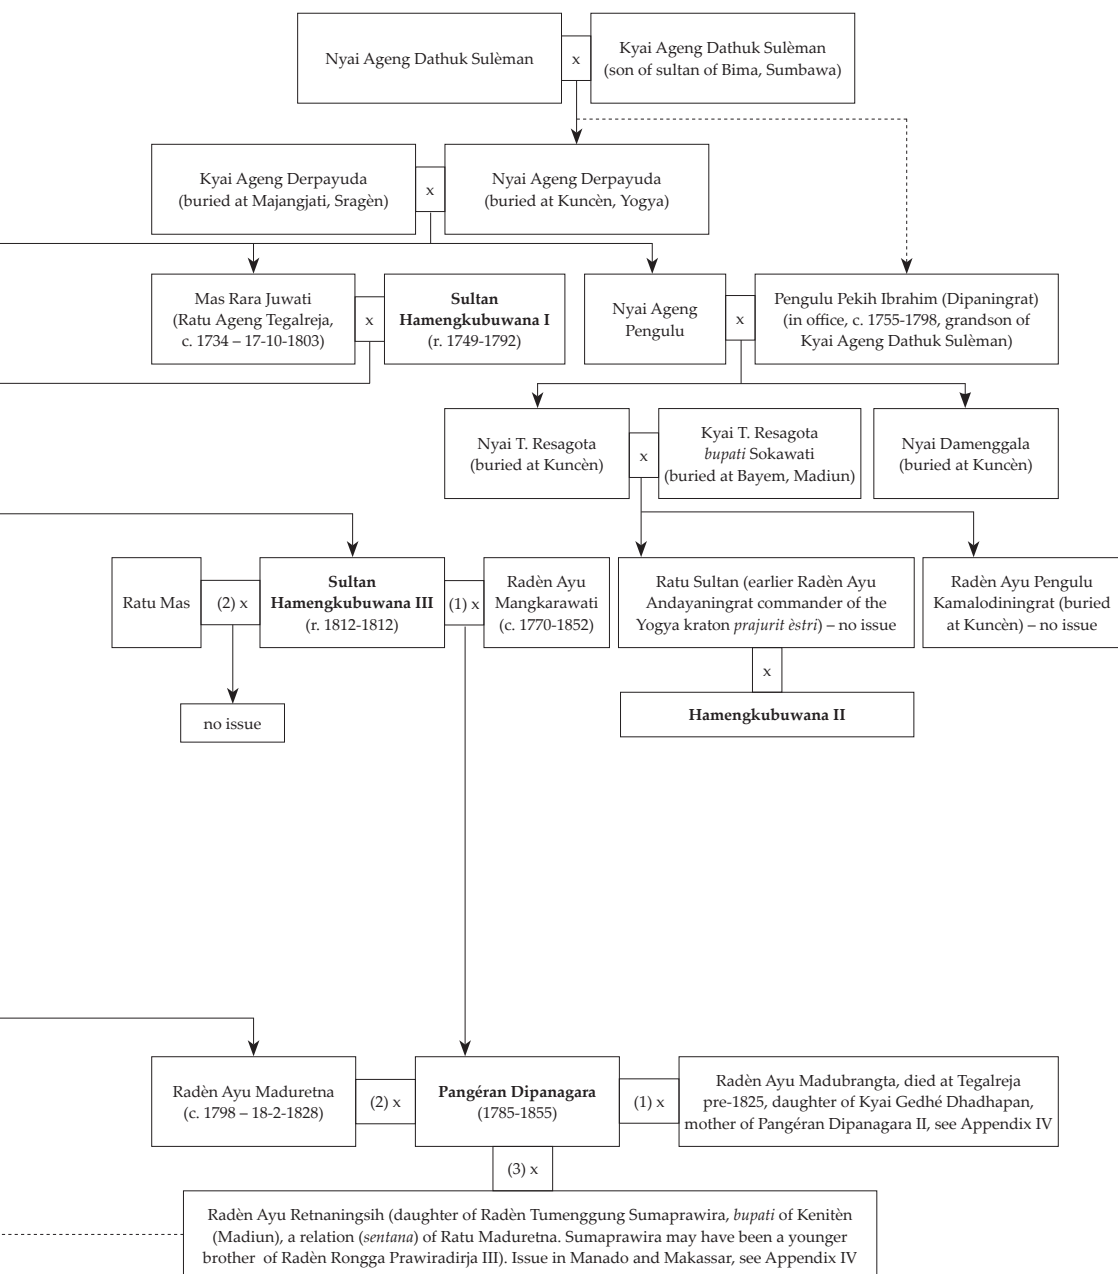 Nyai Ageng Dathuk Sulèman
x
Kyai Ageng Dathuk Sulèman
(son of sultan of Bima, Sumbawa)
Kyai Ageng Derpayuda
(buried at Majangjati, Sragèn)
x
Nyai Ageng Derpayuda
(buried at Kuncèn, Yogya)
Mas Rara Juwati
(Ratu Ageng Tegalreja,
c. 1734 – 17-10-1803)
x
Sultan
Hamengkubuwana I
(r. 1749-1792)
Nyai Ageng
Pengulu
x
Pengulu Pekih Ibrahim (Dipaningrat)
(in office, c. 1755-1798, grandson of
Kyai Ageng Dathuk Sulèman)
Nyai T. Resagota
(buried at Kuncèn)
x
Kyai T. Resagota
bupati Sokawati
(buried at Bayem, Madiun)
Nyai Damenggala
(buried at Kuncèn)
Ratu Mas
(2) x
Sultan
Hamengkubuwana III
(r. 1812-1812)
(1) x
Radèn Ayu
Mangkarawati
(c. 1770-1852)
Ratu Sultan (earlier Radèn Ayu
Andayaningrat commander of the
Yogya kraton prajurit èstri) – no issue
Radèn Ayu Pengulu
Kamalodiningrat (buried
at Kuncèn) – no issue
x
no issue
Hamengkubuwana II
Radèn Ayu Maduretna
(c. 1798 – 18-2-1828)
(2) x
Pangéran Dipanagara
(1785-1855)
(1) x
Radèn Ayu Madubrangta, died at Tegalreja
pre-1825, daughter of Kyai Gedhé Dhadhapan,
mother of Pangéran Dipanagara II, see Appendix IV
(3) x
Radèn Ayu Retnaningsih (daughter of Radèn Tumenggung Sumaprawira, bupati of Kenitèn
(Madiun), a relation (sentana) of Ratu Maduretna. Sumaprawira may have been a younger
brother of Radèn Rongga Prawiradirja III). Issue in Manado and Makassar, see Appendix IV